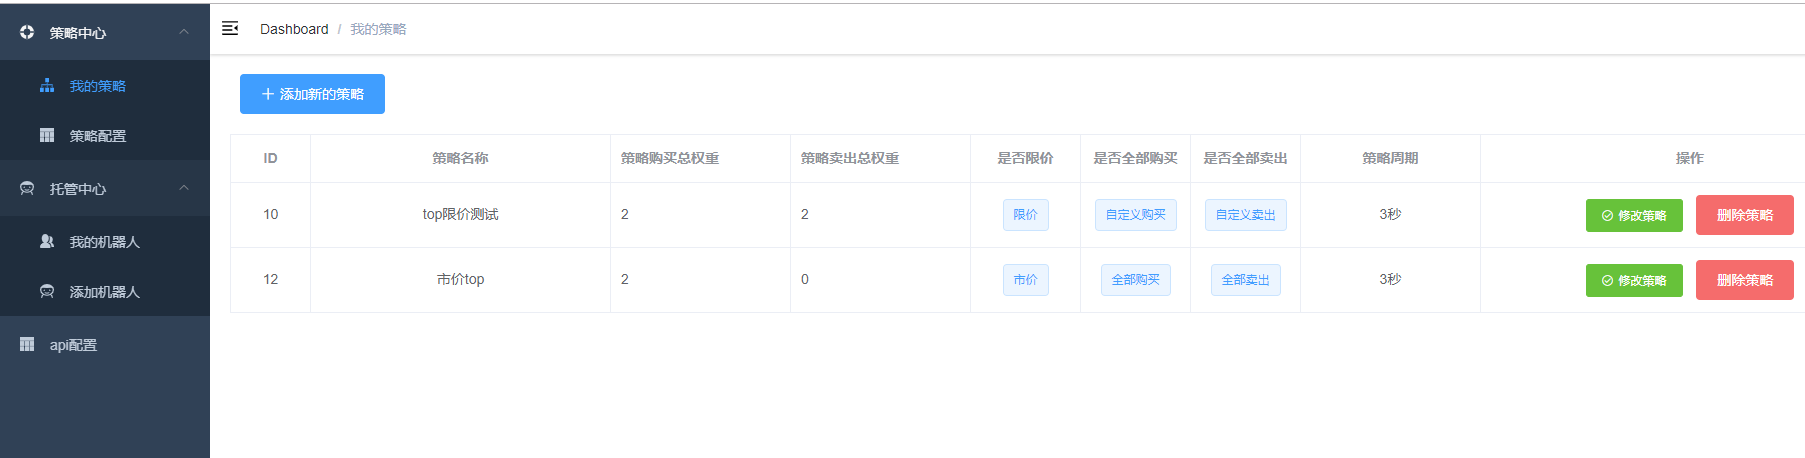 策略中心
我的策略
策略配置
托管中心
我的机器人
添加机器人
api配置
Dashboard / 我的策略
添加新的策略
ID 策略名称 策略购买总权重 策略卖出总权重 是否限价 是否全部购买 是否全部卖出 策略周期 操作
10 top限价测试 2 2 限价 自定义购买 自定义卖出 3秒 修改策略 删除策略
12 市价top 2 0 市价 全部购买 全部卖出 3秒 修改策略 删除策略